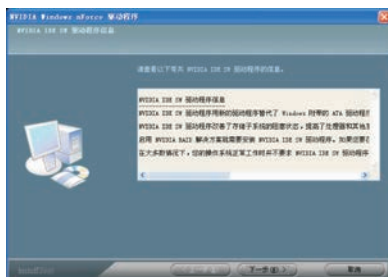 NVIDIA Windows nForce 驱动程序
NVIDIA IDE SW 驱动程序信息
请查看以下有关 NVIDIA IDE SW 驱动程序的信息。
NVIDIA IDE SW 驱动程序信息
NVIDIA IDE SW 驱动程序用新的驱动程序替代了 Windows 附带的 ATA 驱动程
NVIDIA IDE SW 驱动程序改善了存储子系统的阻塞状态，提高了处理器和其他
启用 NVIDIA RAID 解决方案就需要安装 NVIDIA IDE SW 驱动程序。如果您要
在大多数情况下，您的操作系统正常工作时并不要求 NVIDIA IDE SW 驱动程序
InstallShield
下一步(N) >
取消